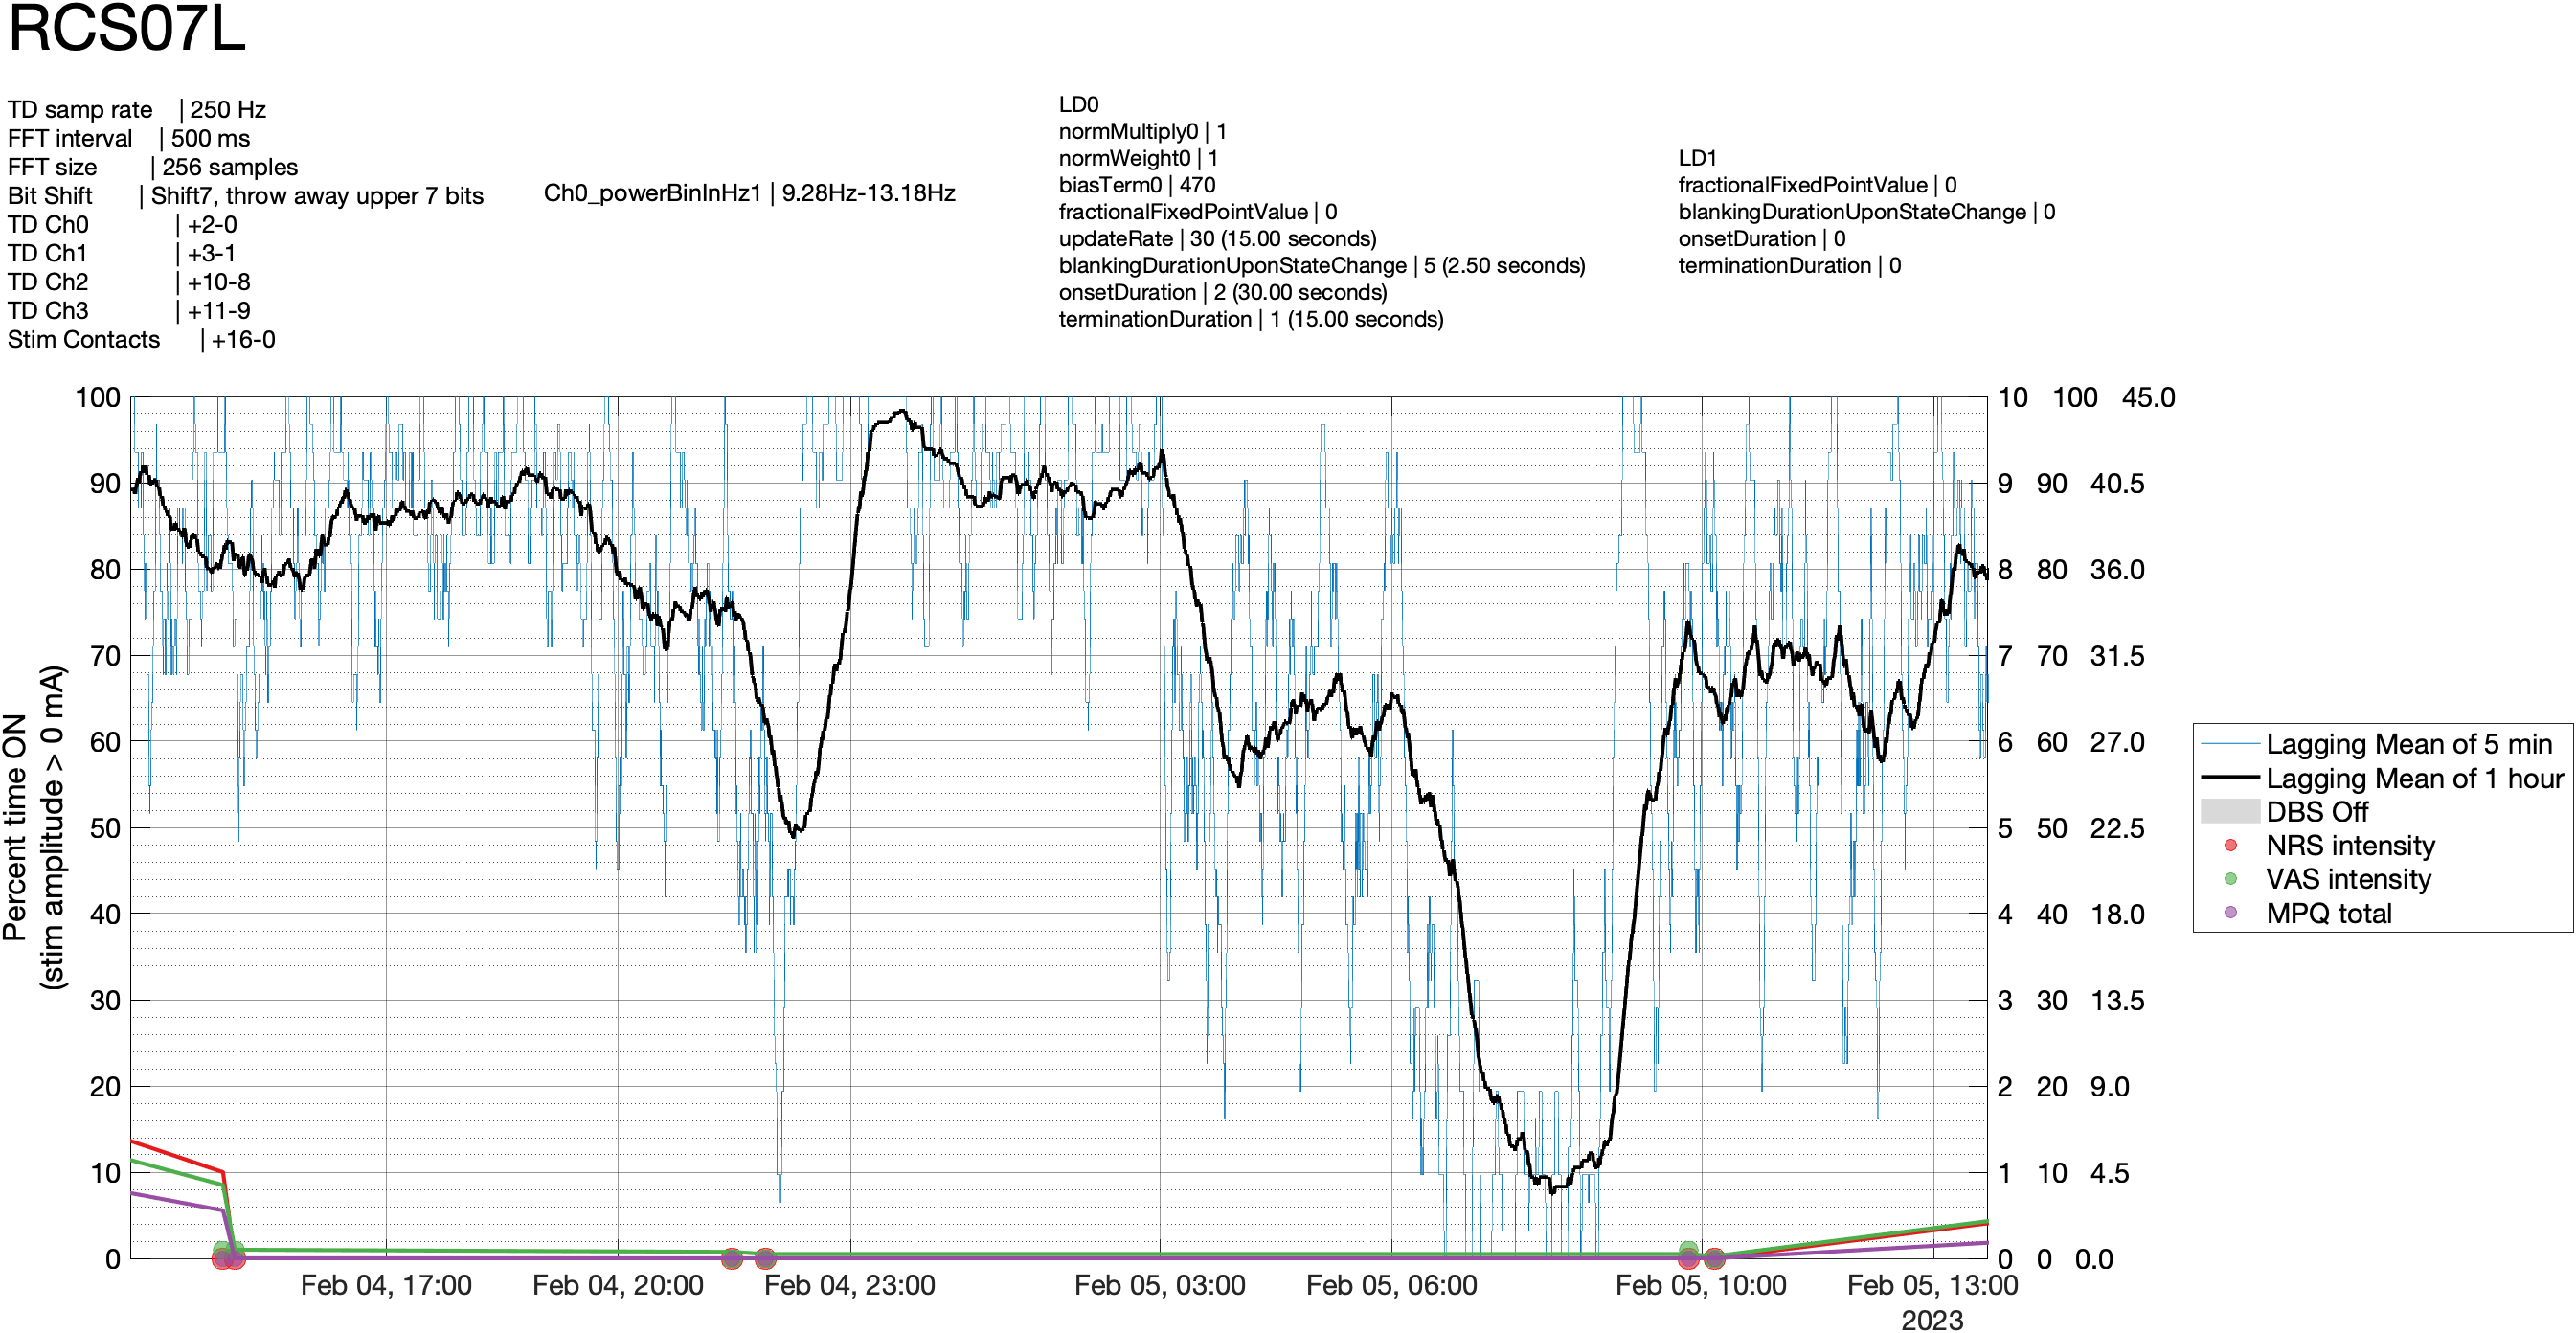 RCS07L
TD samp rate | 250 Hz
FFT interval | 500 ms
FFT size | 256 samples
Bit Shift | Shift7, throw away upper 7 bits
TD Ch0 | +2-0
TD Ch1 | +3-1
TD Ch2 | +10-8
TD Ch3 | +11-9
Stim Contacts | +16-0
Ch0_powerBinInHz1 | 9.28Hz-13.18Hz
LD0
normMultiply0 | 1
normWeight0 | 1
biasTerm0 | 470
fractionalFixedPointValue | 0
updateRate | 30 (15.00 seconds)
blankingDurationUponStateChange | 5 (2.50 seconds)
onsetDuration | 2 (30.00 seconds)
terminationDuration | 1 (15.00 seconds)
LD1
fractionalFixedPointValue | 0
blankingDurationUponStateChange | 0
onsetDuration | 0
terminationDuration | 0
Percent time ON
(stim amplitude > 0 mA)
100
90
80
70
60
50
40
30
20
10
0
10 100 45.0
9 90 40.5
8 80 36.0
7 70 31.5
6 60 27.0
5 50 22.5
4 40 18.0
3 30 13.5
2 20 9.0
1 10 4.5
0 0 0.0
Feb 04, 17:00 Feb 04, 20:00 Feb 04, 23:00 Feb 05, 03:00 Feb 05, 06:00 Feb 05, 10:00 Feb 05, 13:00
2023
Lagging Mean of 5 min
Lagging Mean of 1 hour
DBS Off
NRS intensity
VAS intensity
MPQ total